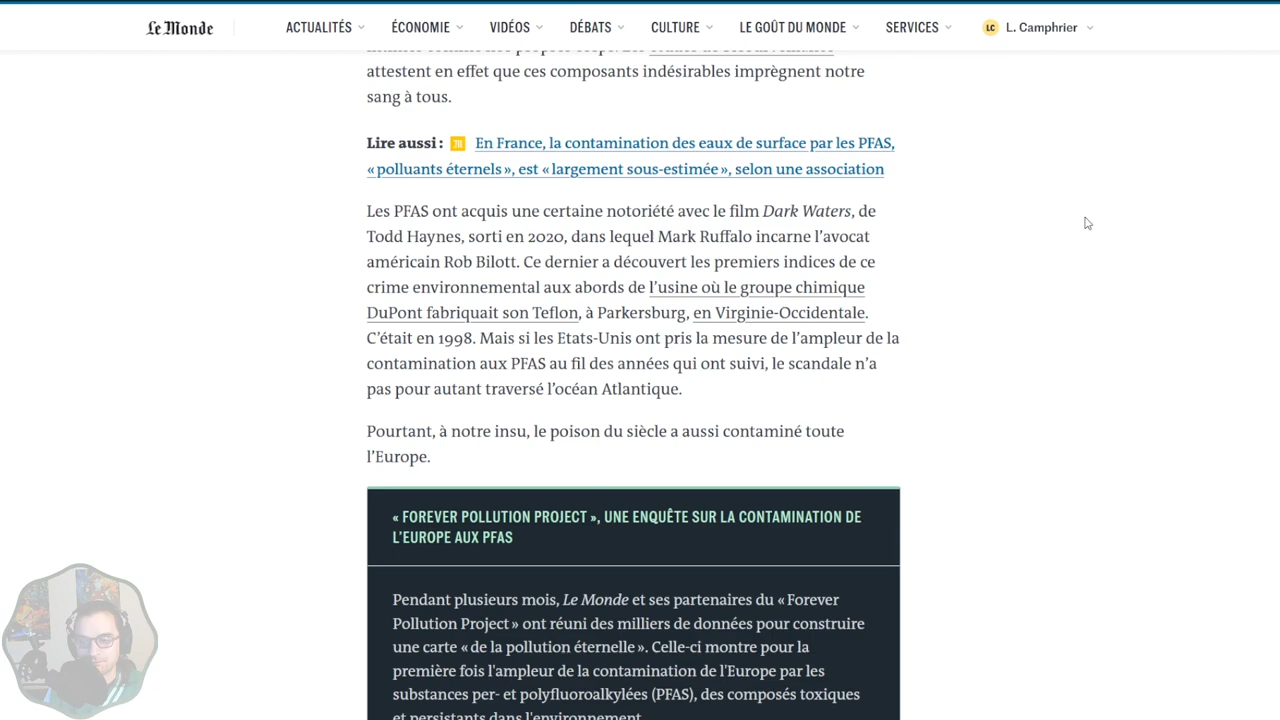 Le Monde
ACTUALITÉS
ÉCONOMIE
VIDÉOS
DÉBATS
CULTURE
LE GOÛT DU MONDE
SERVICES
LC
L. Camphrier
attestent en effet que ces composants indésirables imprègnent notre
sang à tous.
Lire aussi : En France, la contamination des eaux de surface par les PFAS,
« polluants éternels », est « largement sous-estimée », selon une association
Les PFAS ont acquis une certaine notoriété avec le film Dark Waters, de
Todd Haynes, sorti en 2020, dans lequel Mark Ruffalo incarne l’avocat
américain Rob Bilott. Ce dernier a découvert les premiers indices de ce
crime environnemental aux abords de l’usine où le groupe chimique
DuPont fabriquait son Teflon, à Parkersburg, en Virginie-Occidentale.
C’était en 1998. Mais si les Etats-Unis ont pris la mesure de l’ampleur de la
contamination aux PFAS au fil des années qui ont suivi, le scandale n’a
pas pour autant traversé l’océan Atlantique.
Pourtant, à notre insu, le poison du siècle a aussi contaminé toute
l’Europe.
« FOREVER POLLUTION PROJECT », UNE ENQUÊTE SUR LA CONTAMINATION DE
L’EUROPE AUX PFAS
Pendant plusieurs mois, Le Monde et ses partenaires du « Forever
Pollution Project » ont réuni des milliers de données pour construire
une carte « de la pollution éternelle ». Celle-ci montre pour la
première fois l'ampleur de la contamination de l'Europe par les
substances per- et polyfluoroalkylées (PFAS), des composés toxiques
et persistants dans l'environnement.